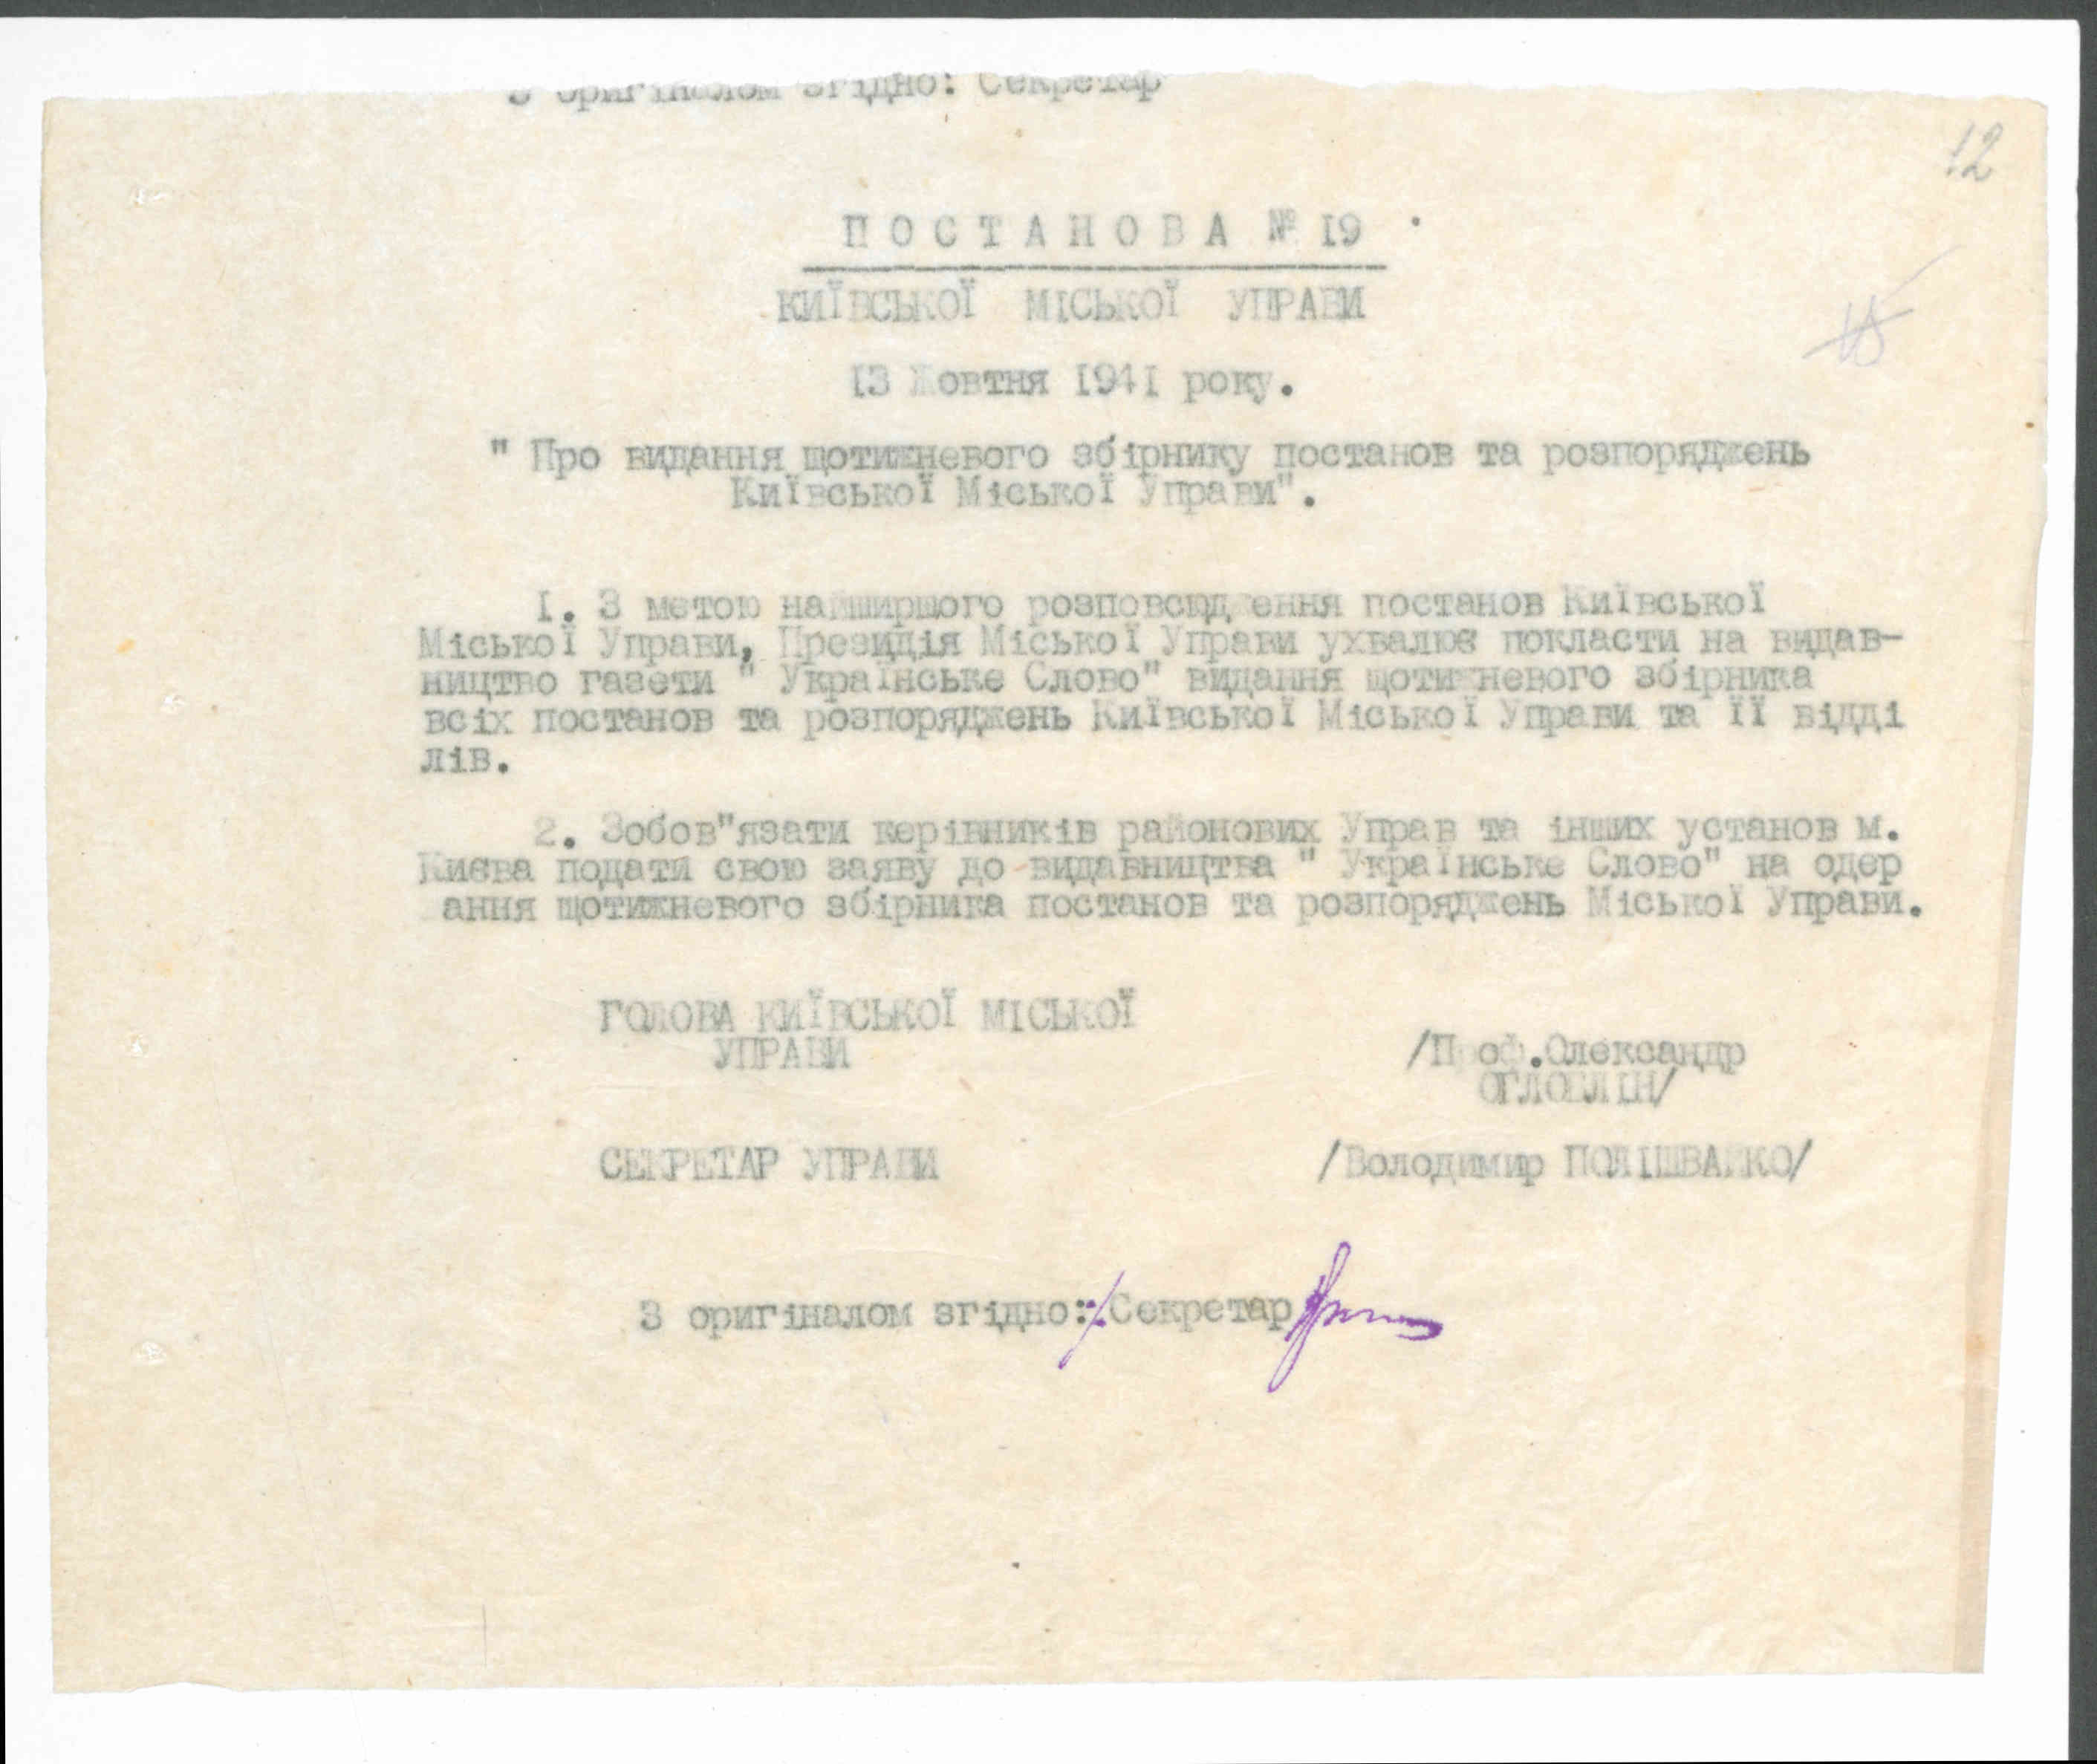 З оригіналом згідно: Секретар
12
15
ПОСТАНОВА № 19
КИЇВСЬКОЇ МІСЬКОЇ УПРАВИ
13 Жовтня 1941 року.
" Про видання щотижневого збірнику постанов та розпоряджень
Київської Міської Управи".
1. З метою найширшого розповсюдження постанов Київської
Міської Управи, Президія Міської Управи ухвалює покласти на видав-
ництво газети " Українське Слово" видання щотижневого збірника
всіх постанов та розпоряджень Київської Міської Управи та її відді
лів.
2. Зобов"язати керівників районових Управ та інших установ м.
Києва подати свою заяву до видавництва " Українське Слово" на одер
ання щотижневого збірника постанов та розпоряджень Міської Управи.
ГОЛОВА КИЇВСЬКОЇ МІСЬКОЇ
УПРАВИ
/Проф.Олександр
ОГЛОБЛІН/
СЕКРЕТАР УПРАВИ
/Володимир ПОЛІШВАЙКО/
З оригіналом згідно: Секретар